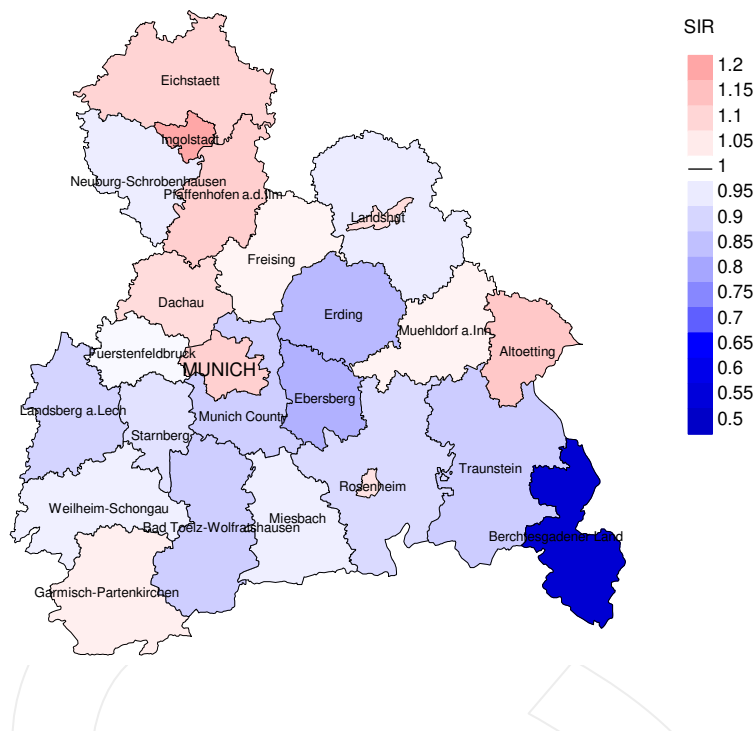 SIR
1.2
1.15
1.1
1.05
1
0.95
0.9
0.85
0.8
0.75
0.7
0.65
0.6
0.55
0.5
Eichstaett
Ingolstadt
Neuburg-Schrobenhausen
Pfaffenhofen a.d.Ilm
Landshut
Freising
Dachau
Erding
Muehldorf a.Inn
Fuerstenfeldbruck
Altoetting
MUNICH
Ebersberg
Landsberg a.Lech
Munich County
Starnberg
Traunstein
Rosenheim
Weilheim-Schongau
Miesbach
Bad Toelz-Wolfratshausen
Berchtesgadener Land
Garmisch-Partenkirchen